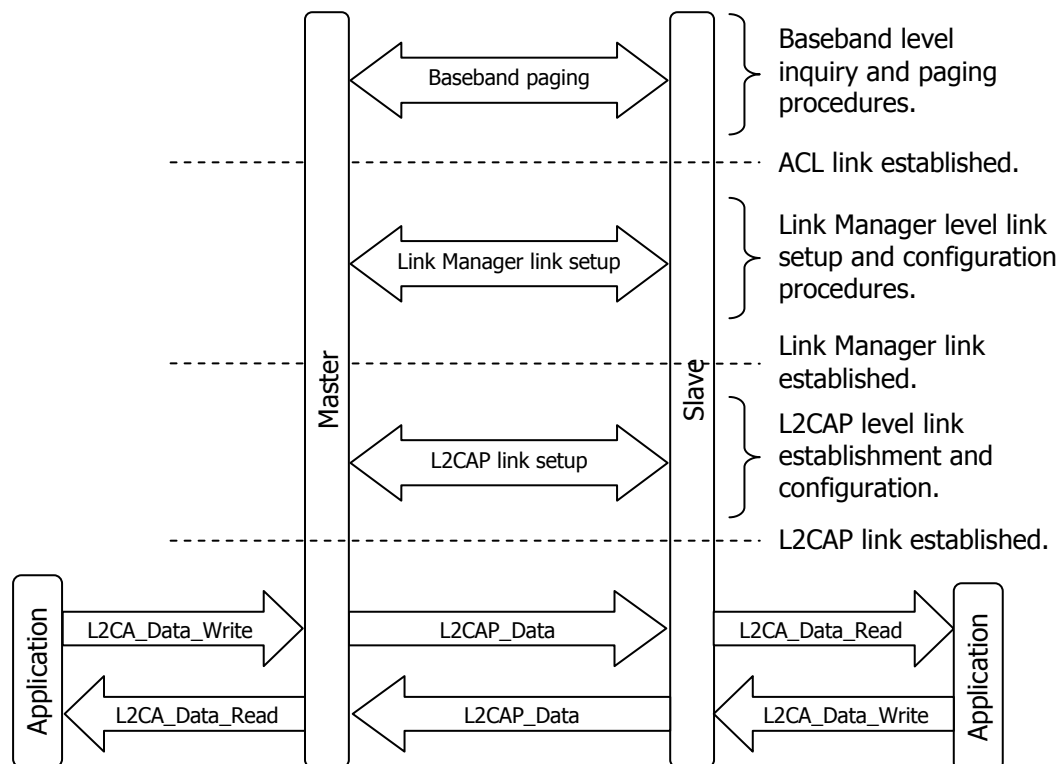 Baseband level
inquiry and paging
procedures.
Baseband paging
ACL link established.
Link Manager level link
setup and configuration
procedures.
Link Manager link setup
Link Manager link
established.
Master
Slave
L2CAP level link
establishment and
configuration.
L2CAP link setup
L2CAP link established.
Application
L2CA_Data_Write
L2CAP_Data
L2CA_Data_Read
Application
L2CA_Data_Read
L2CAP_Data
L2CA_Data_Write